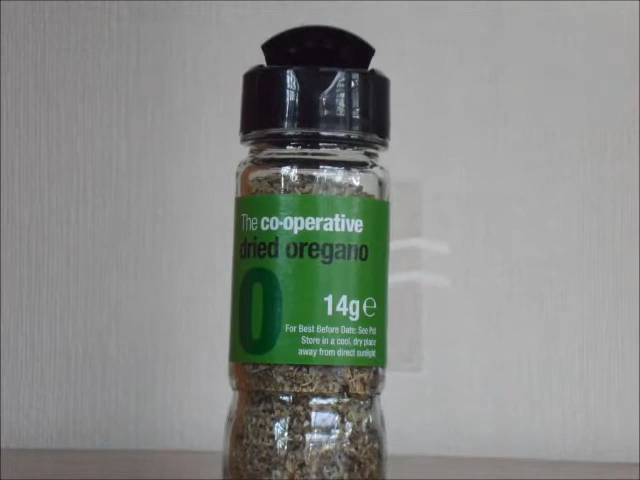 The co-operative
dried oregano
O
14g e
For Best Before Date: See Pot
Store in a cool, dry place
away from direct sunlight